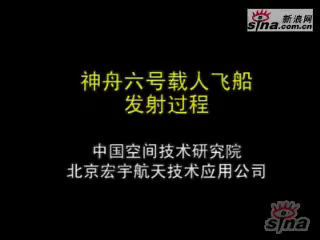 新浪网
sina.com.cn
神舟六号载人飞船
发射过程
中国空间技术研究院
北京宏宇航天技术应用公司
sina